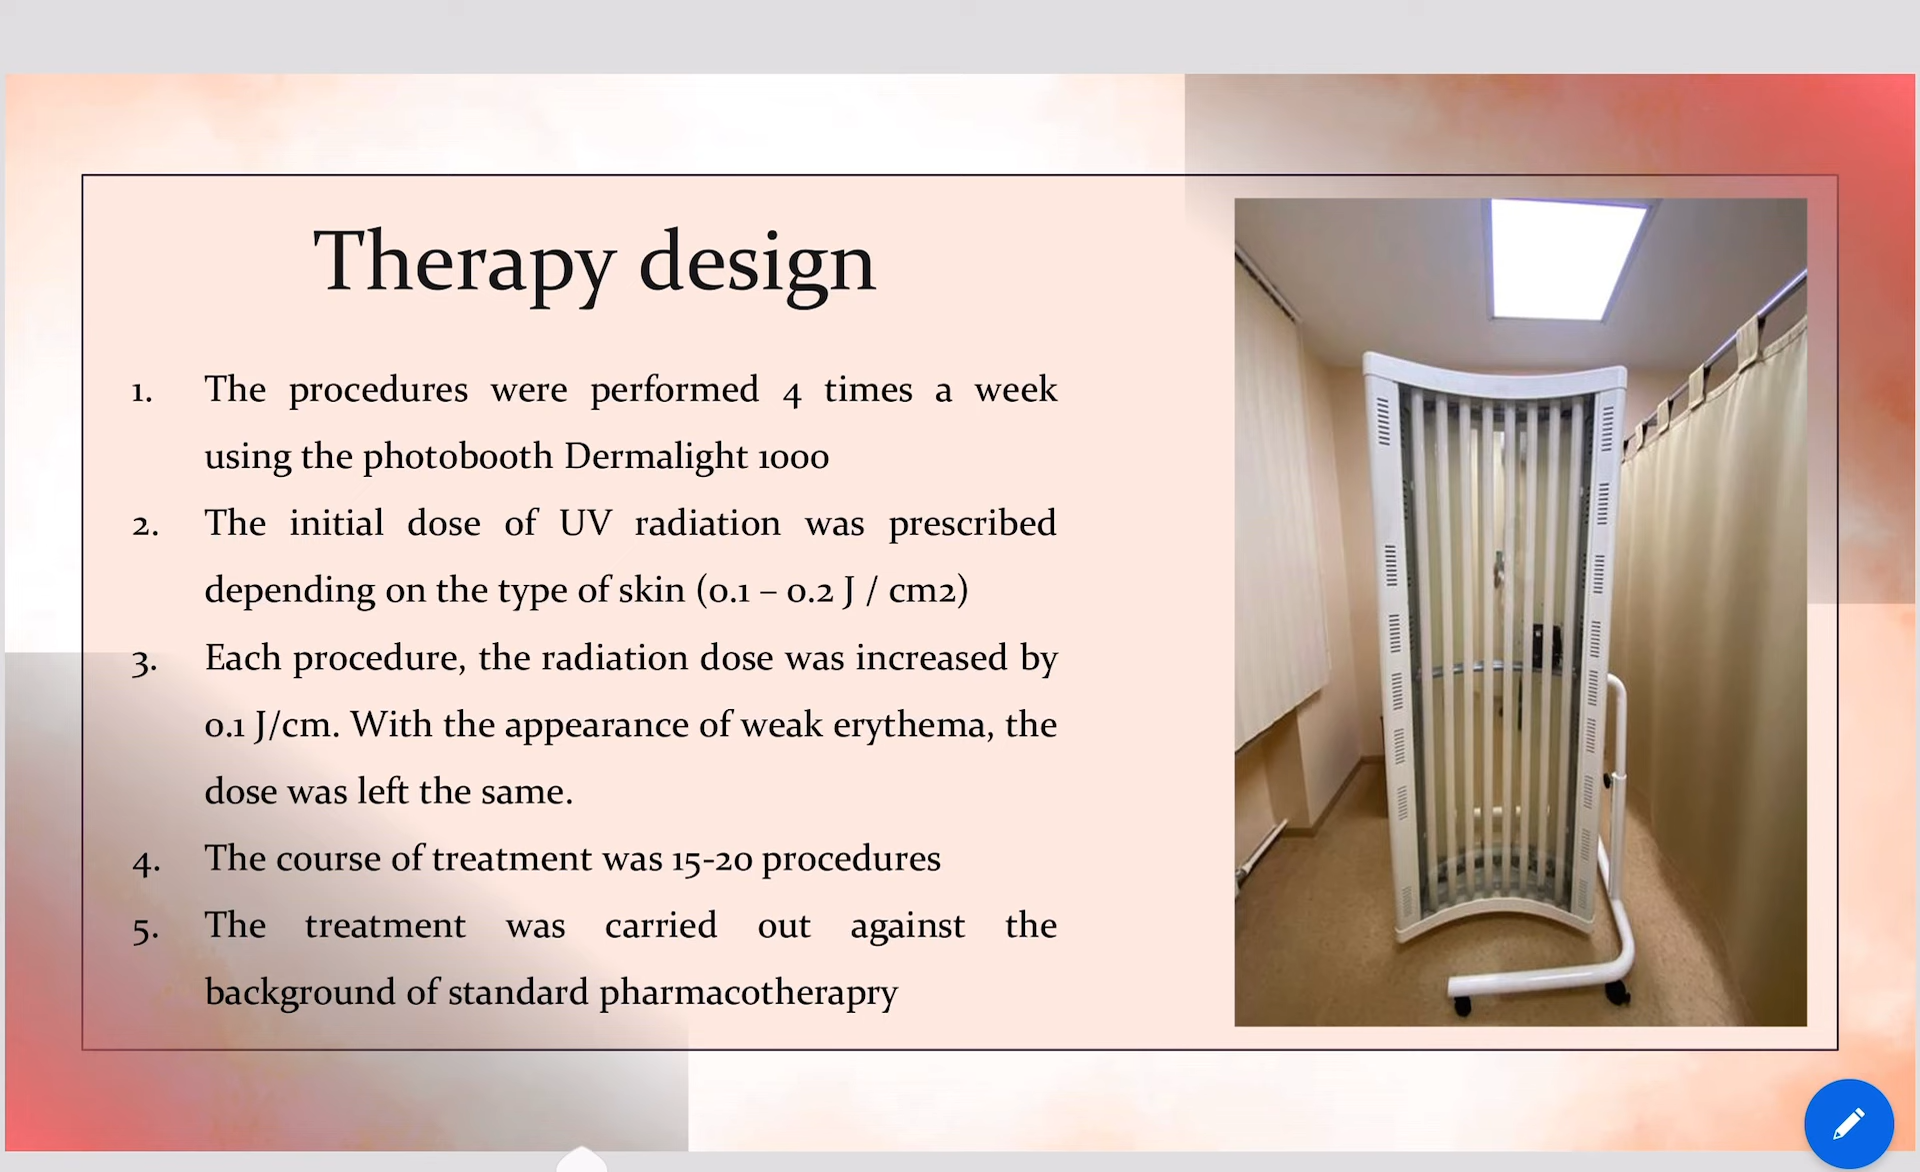 Therapy design
1. The procedures were performed 4 times a week
using the photobooth Dermalight 1000
2. The initial dose of UV radiation was prescribed
depending on the type of skin (0.1 – 0.2 J / cm2)
3. Each procedure, the radiation dose was increased by
0.1 J/cm. With the appearance of weak erythema, the
dose was left the same.
4. The course of treatment was 15-20 procedures
5. The treatment was carried out against the
background of standard pharmacotherapry